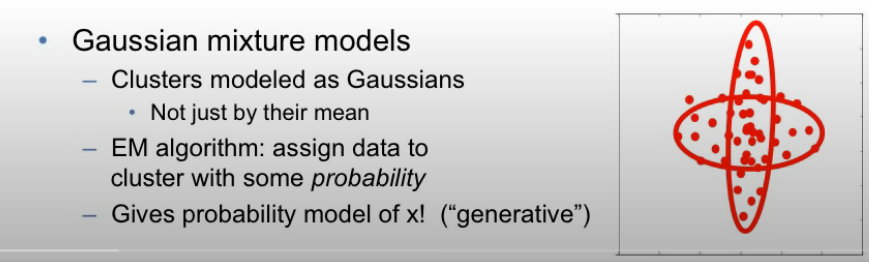 • Gaussian mixture models
– Clusters modeled as Gaussians
• Not just by their mean
– EM algorithm: assign data to
cluster with some probability
– Gives probability model of x! (“generative”)